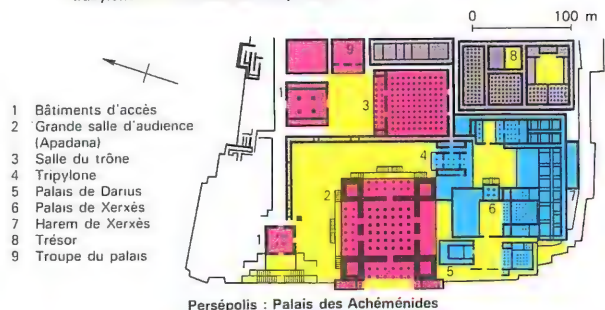 0 100 m
1 Bâtiments d'accès
2 Grande salle d'audience
(Apadana)
3 Salle du trône
4 Tripylone
5 Palais de Darius
6 Palais de Xerxès
7 Harem de Xerxès
8 Trésor
9 Troupe du palais
9
8
1
3
4
7
2
6
1
5
Persépolis : Palais des Achéménides